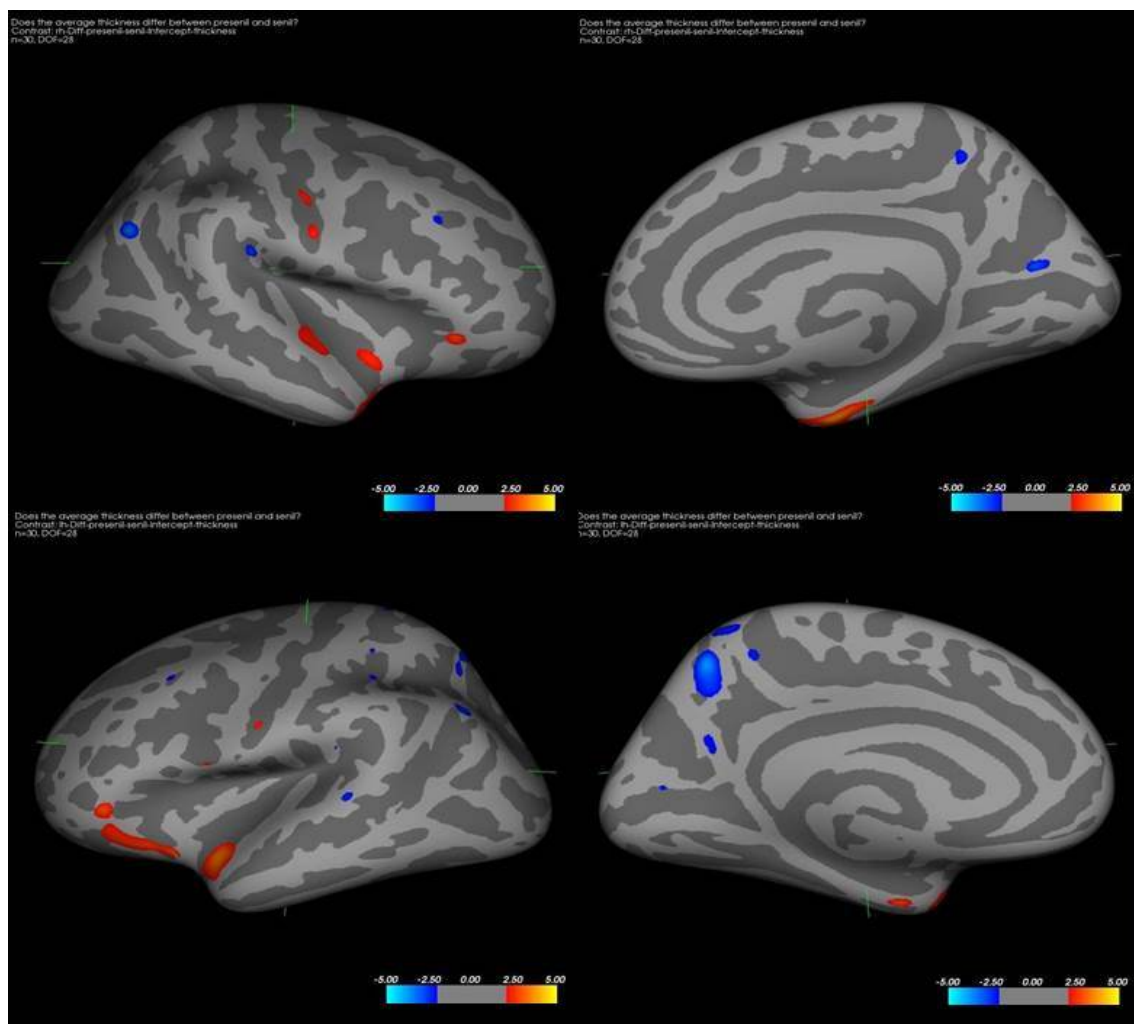 Does the average thickness differ between presenil and senil?
Contrast: rh-Diff-presenil-senil-Intercept-thickness
n=30, DOF=28
Does the average thickness differ between presenil and senil?
Contrast: rh-Diff-presenil-senil-Intercept-thickness
n=30, DOF=28
-5.00 -2.50 0.00 2.50 5.00
-5.00 -2.50 0.00 2.50 5.00
Does the average thickness differ between presenil and senil?
Contrast: lh-Diff-presenil-senil-Intercept-thickness
n=30, DOF=28
Does the average thickness differ between presenil and senil?
Contrast: lh-Diff-presenil-senil-Intercept-thickness
n=30, DOF=28
-5.00 -2.50 0.00 2.50 5.00
-5.00 -2.50 0.00 2.50 5.00